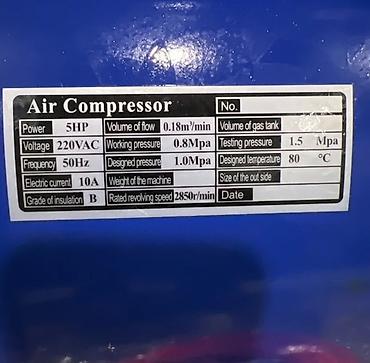 Air Compressor No.
Power 5HP Volume of flow 0.18m³/min Volume of gas tank
Voltage 220VAC Working pressure 0.8Mpa Testing pressure 1.5 Mpa
Frequency 50Hz Designed pressure 1.0Mpa Designed temperature 80 °C
Electric current 10A Weight of the machine Size of the out side
Grade of insulation B Rated revolving speed 2850r/min Date